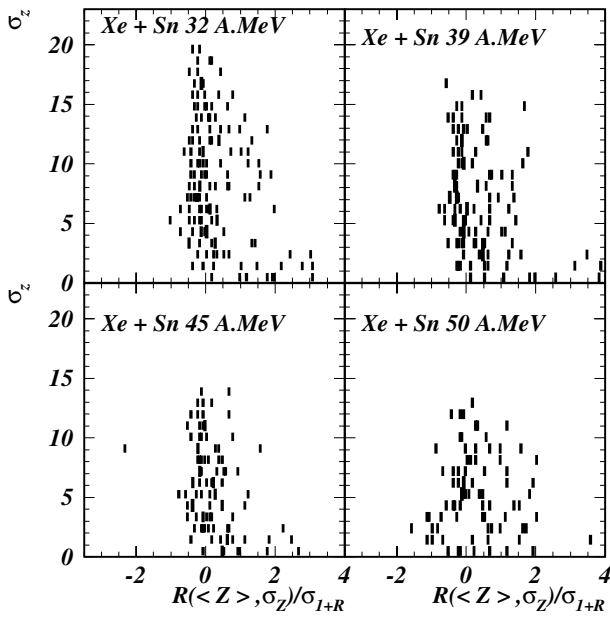 σz
Xe + Sn 32 A.MeV
Xe + Sn 39 A.MeV
20
15
10
5
0
σz
Xe + Sn 45 A.MeV
Xe + Sn 50 A.MeV
20
15
10
5
0
-2 0 2 4 -2 0 2 4
R(< Z > ,σZ)/σ1+R R(< Z > ,σZ)/σ1+R